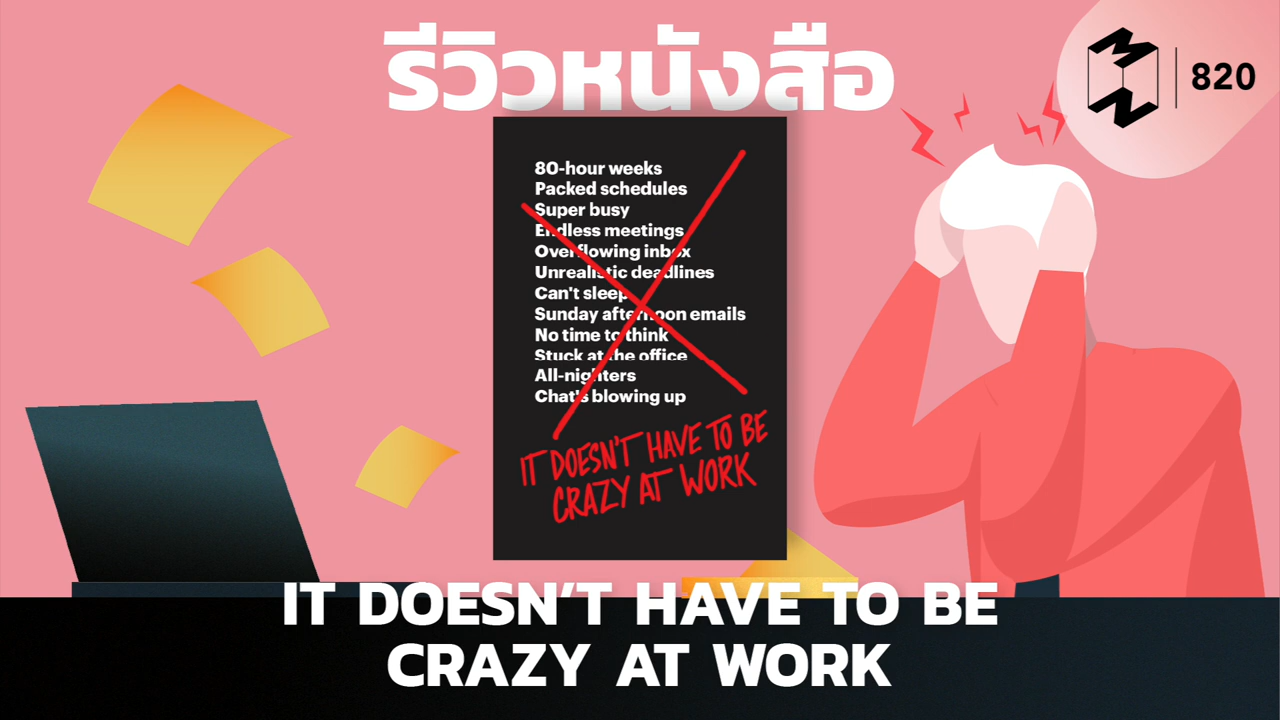 รีวิวหนังสือ
MN
820
80-hour weeks
Packed schedules
Super busy
Endless meetings
Overflowing inbox
Unrealistic deadlines
Can't sleep
Sunday afternoon emails
No time to think
Stuck at the office
All-nighters
Chat's blowing up
IT DOESN'T HAVE TO BE
CRAZY AT WORK
IT DOESN'T HAVE TO BE
CRAZY AT WORK